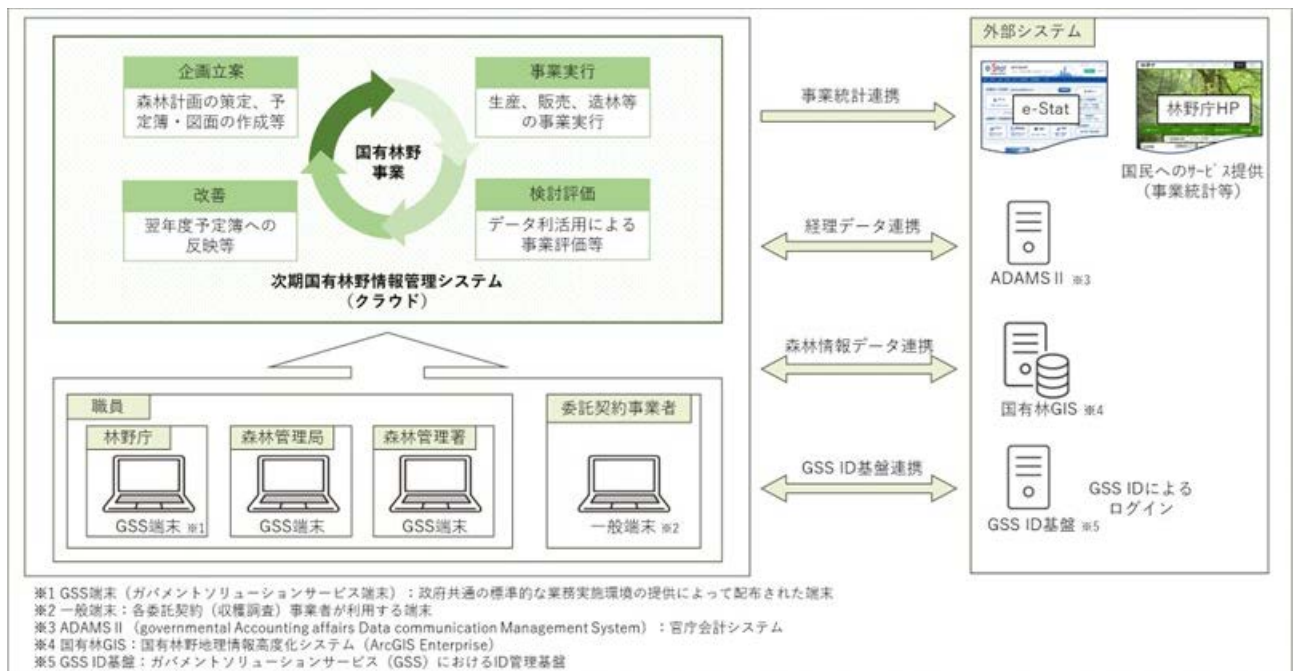 企画立案
森林計画の策定、予
定簿・図面の作成等
事業実行
生産、販売、造林等
の事業実行
国有林野
事業
改善
翌年度予定簿への
反映等
検討評価
データ利活用による
事業評価等
次期国有林野情報管理システム
（クラウド）
職員
林野庁
GSS端末 ※1
森林管理局
GSS端末
森林管理署
GSS端末
委託契約事業者
一般端末 ※2
事業統計連携
経理データ連携
森林情報データ連携
GSS ID基盤連携
外部システム
e-Stat
林野庁HP
国民へのｻｰﾋﾞｽ提供
（事業統計等）
ADAMSⅡ ※3
国有林GIS ※4
GSS ID基盤 ※5
GSS IDによる
ログイン
※1 GSS端末（ガバメントソリューションサービス端末）：政府共通の標準的な業務実施環境の提供によって配布された端末
※2 一般端末：各委託契約（収穫調査）事業者が利用する端末
※3 ADAMSⅡ（governmental Accounting affairs Data communication Management System）：官庁会計システム
※4 国有林GIS：国有林野地理情報高度化システム（ArcGIS Enterprise）
※5 GSS ID基盤：ガバメントソリューションサービス（GSS）におけるID管理基盤